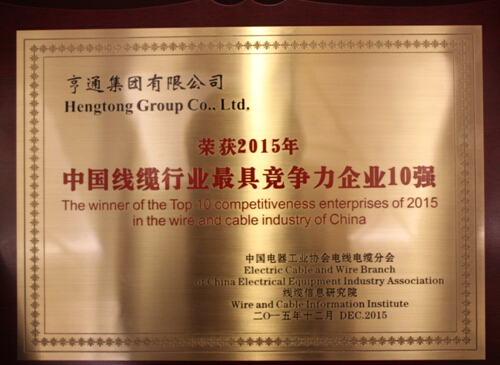 亨通集团有限公司
Hengtong Group Co., Ltd.
荣获2015年
中国线缆行业最具竞争力企业10强
The winner of the Top 10 competitiveness enterprises of 2015
in the wire and cable industry of China
中国电器工业协会电线电缆分会
Electric Cable and Wire Branch
of China Electrical Equipment Industry Association
线缆信息研究院
Wire and Cable Information Institute
二〇一五年十二月 DEC.2015